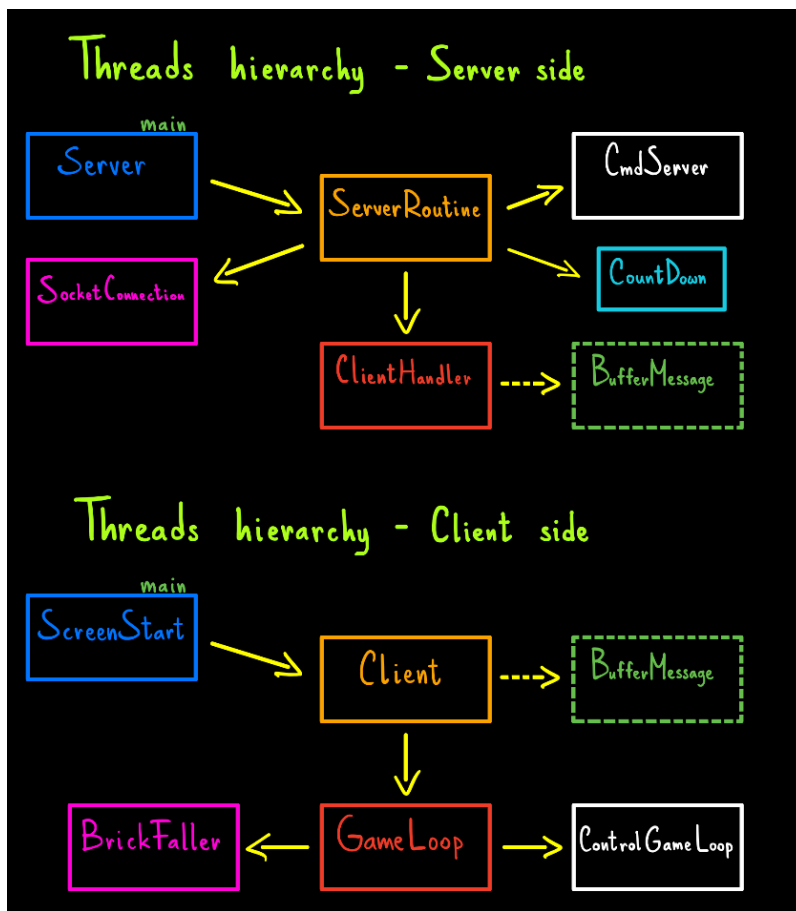 Threads hierarchy - Server side
main
Server
CmdServer
ServerRoutine
SocketConnection
CountDown
ClientHandler
BufferMessage
Threads hierarchy - Client side
main
ScreenStart
Client
BufferMessage
BrickFaller
GameLoop
ControlGameLoop